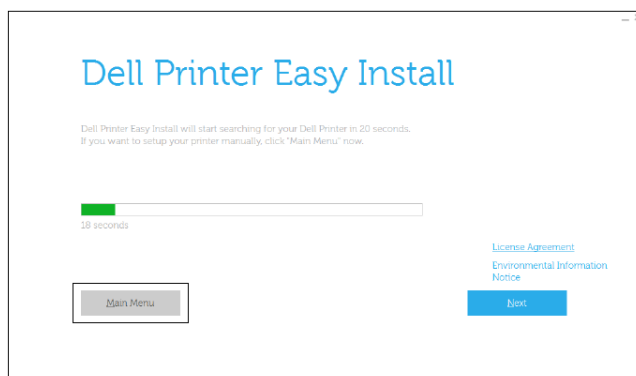 Dell Printer Easy Install
Dell Printer Easy Install will start searching for your Dell Printer in 20 seconds.
If you want to setup your printer manually, click "Main Menu" now.
18 seconds
License Agreement
Environmental Information
Notice
Main Menu
Next